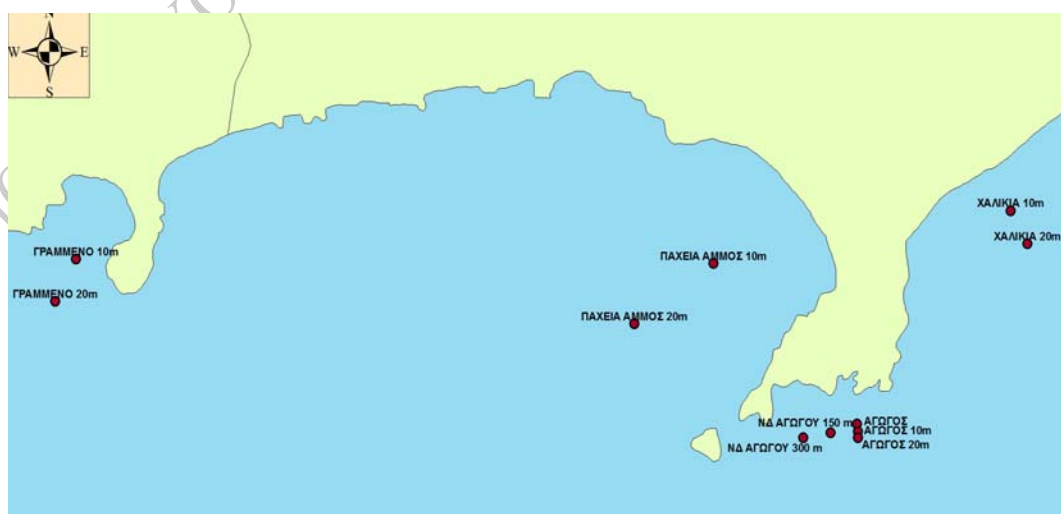 N
W E
S
ΧΑΛΙΚΙΑ 10m
ΧΑΛΙΚΙΑ 20m
ΓΡΑΜΜΕΝΟ 10m
ΠΑΧΕΙΑ ΑΜΜΟΣ 10m
ΓΡΑΜΜΕΝΟ 20m
ΠΑΧΕΙΑ ΑΜΜΟΣ 20m
ΝΔ ΑΓΩΓΟΥ 150 m
ΑΓΩΓΟΣ
ΑΓΩΓΟΣ 10m
ΑΓΩΓΟΣ 20m
ΝΔ ΑΓΩΓΟΥ 300 m